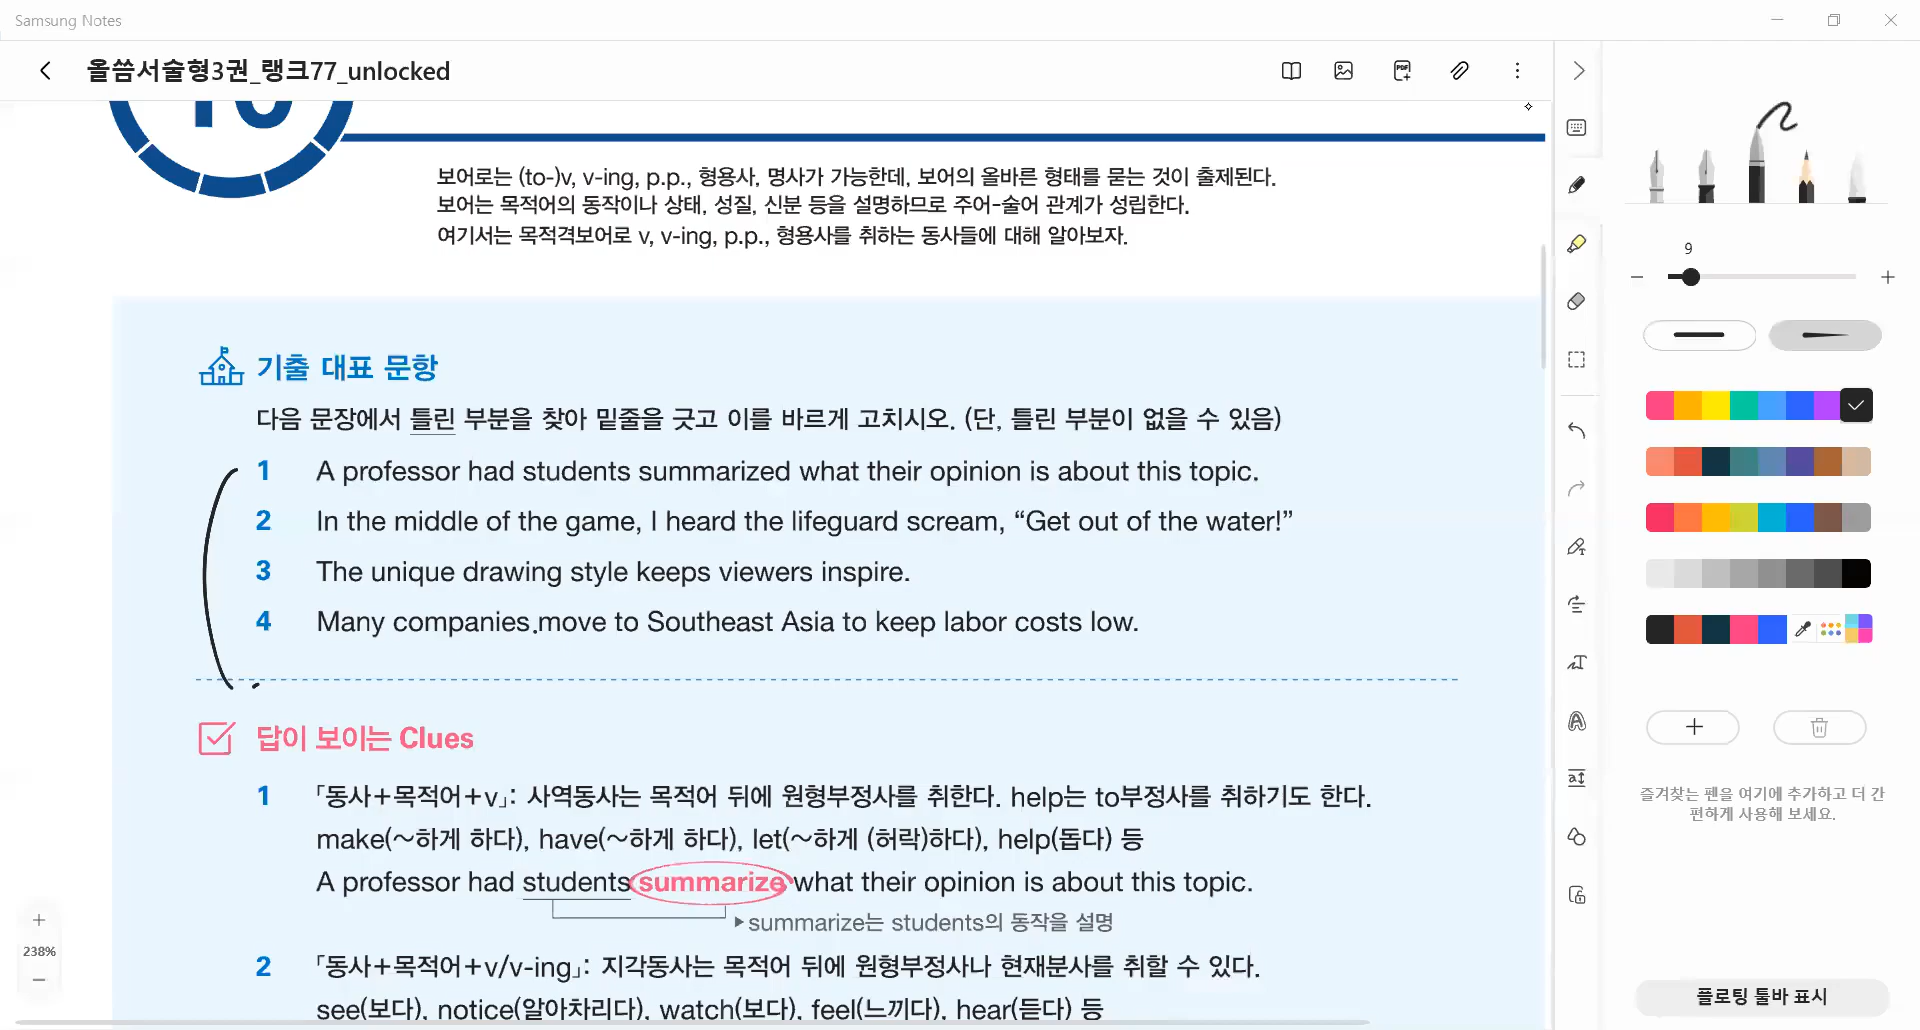 Samsung Notes
올씀서술형3권_랭크77_unlocked
10
보어로는 (to-)v, v-ing, p.p., 형용사, 명사가 가능한데, 보어의 올바른 형태를 묻는 것이 출제된다.
보어는 목적어의 동작이나 상태, 성질, 신분 등을 설명하므로 주어-술어 관계가 성립한다.
여기서는 목적격보어로 v, v-ing, p.p., 형용사를 취하는 동사들에 대해 알아보자.
기출 대표 문항
다음 문장에서 틀린 부분을 찾아 밑줄을 긋고 이를 바르게 고치시오. (단, 틀린 부분이 없을 수 있음)
1 A professor had students summarized what their opinion is about this topic.
2 In the middle of the game, I heard the lifeguard scream, “Get out of the water!”
3 The unique drawing style keeps viewers inspire.
4 Many companies move to Southeast Asia to keep labor costs low.
답이 보이는 Clues
1 「동사+목적어+v」: 사역동사는 목적어 뒤에 원형부정사를 취한다. help는 to부정사를 취하기도 한다.
make(~하게 하다), have(~하게 하다), let(~하게 (허락)하다), help(돕다) 등
A professor had students summarize what their opinion is about this topic.
▶summarize는 students의 동작을 설명
2 「동사+목적어+v/v-ing」: 지각동사는 목적어 뒤에 원형부정사나 현재분사를 취할 수 있다.
see(보다), notice(알아차리다), watch(보다), feel(느끼다), hear(듣다) 등
238%
PDF
9
즐겨찾는 펜을 여기에 추가하고 더 간
편하게 사용해 보세요.
플로팅 툴바 표시